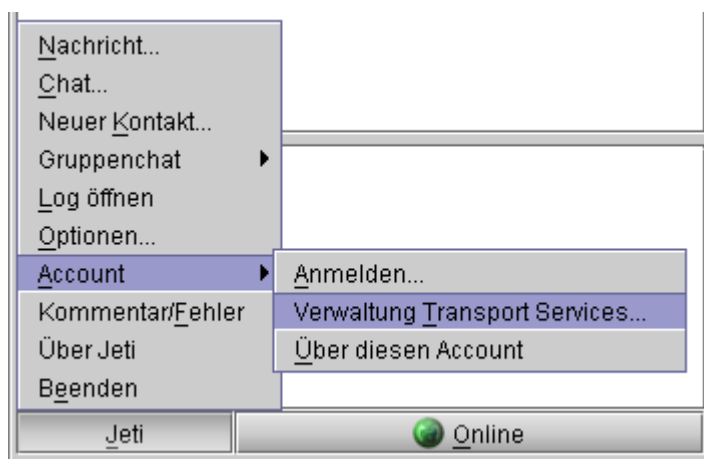 Nachricht...
Chat...
Neuer Kontakt...
Gruppenchat
Log öffnen
Optionen...
Account
Anmelden...
Kommentar/Fehler
Verwaltung Transport Services...
Über Jeti
Über diesen Account
Beenden
Jeti
Online